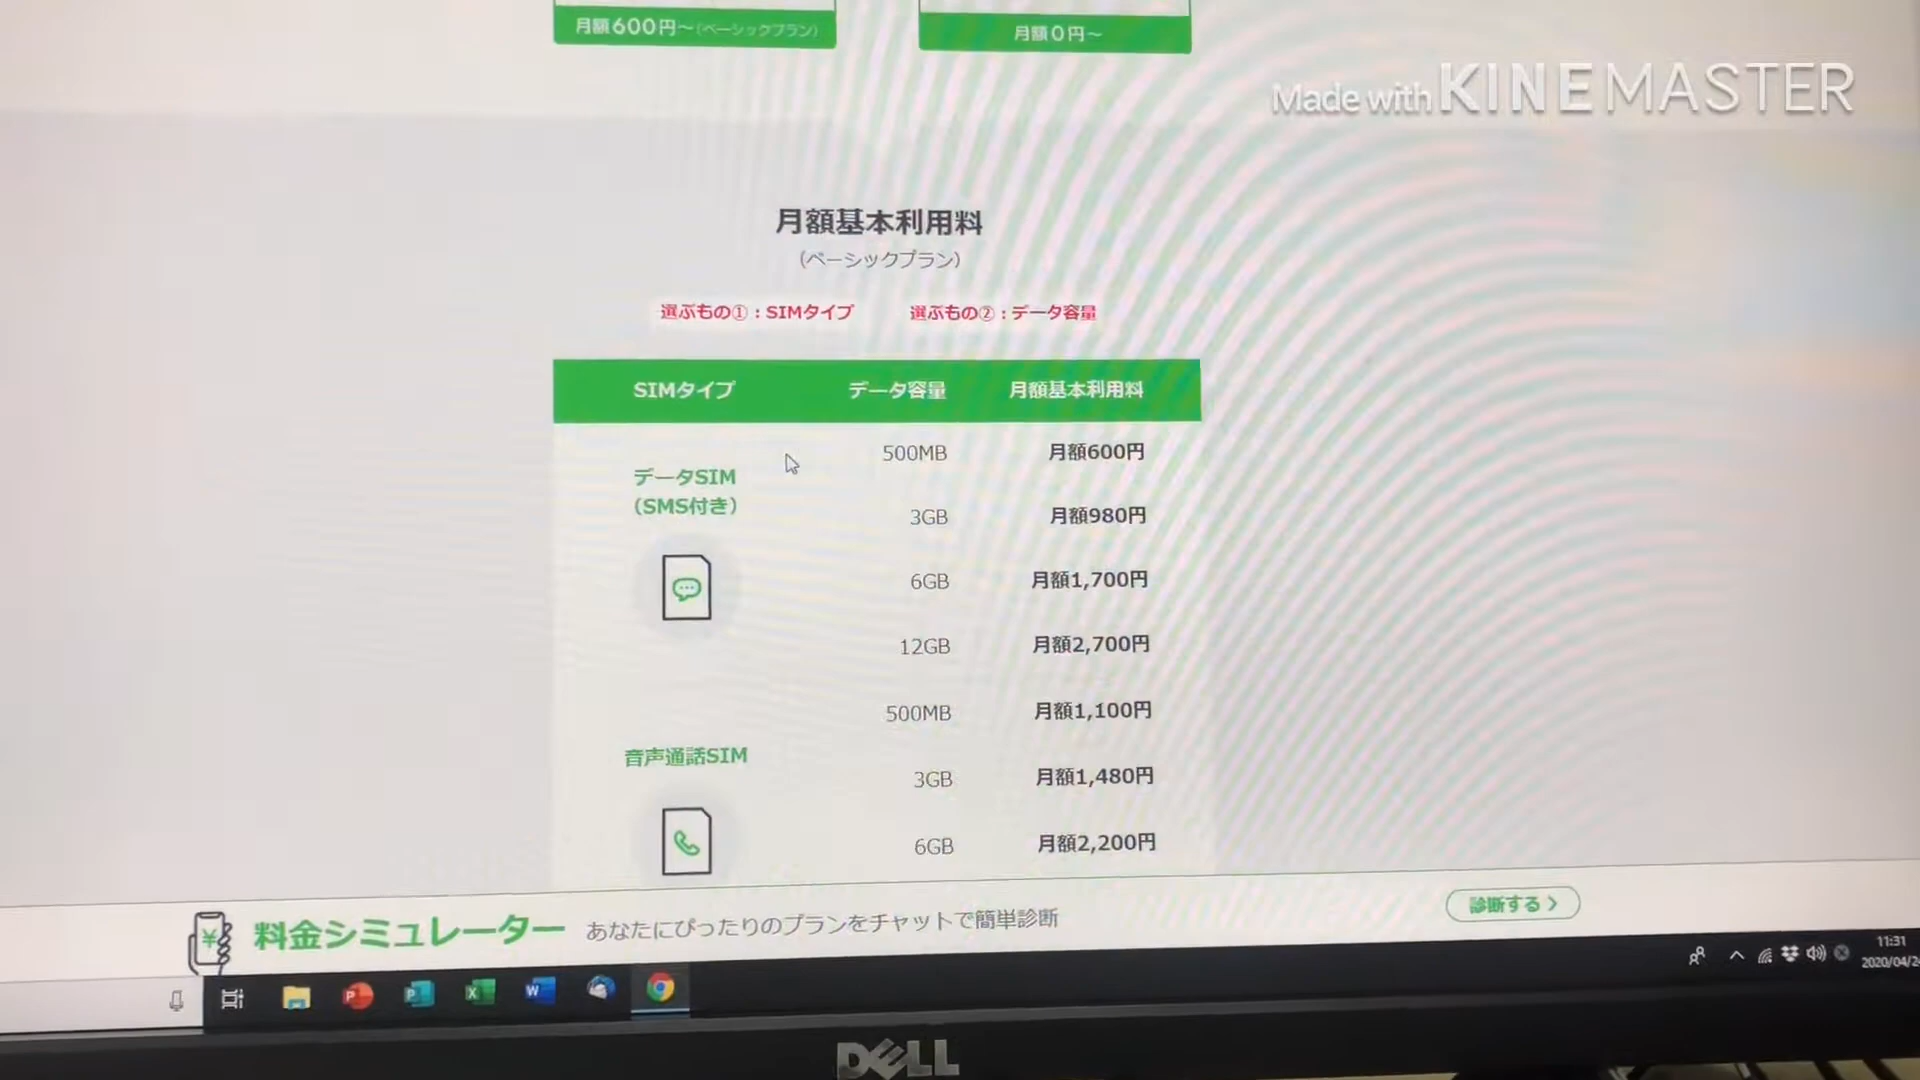 月額600円~(ベーシックプラン)
月額0円~
Made with KINEMASTER
月額基本利用料
(ベーシックプラン)
選ぶもの①:SIMタイプ
選ぶもの②:データ容量
SIMタイプ データ容量 月額基本利用料
データSIM
(SMS付き)
500MB 月額600円
3GB 月額980円
6GB 月額1,700円
12GB 月額2,700円
音声通話SIM
500MB 月額1,100円
3GB 月額1,480円
6GB 月額2,200円
料金シミュレーター あなたにぴったりのプランをチャットで簡単診断
診断する >
11:31
2020/04/24
DELL